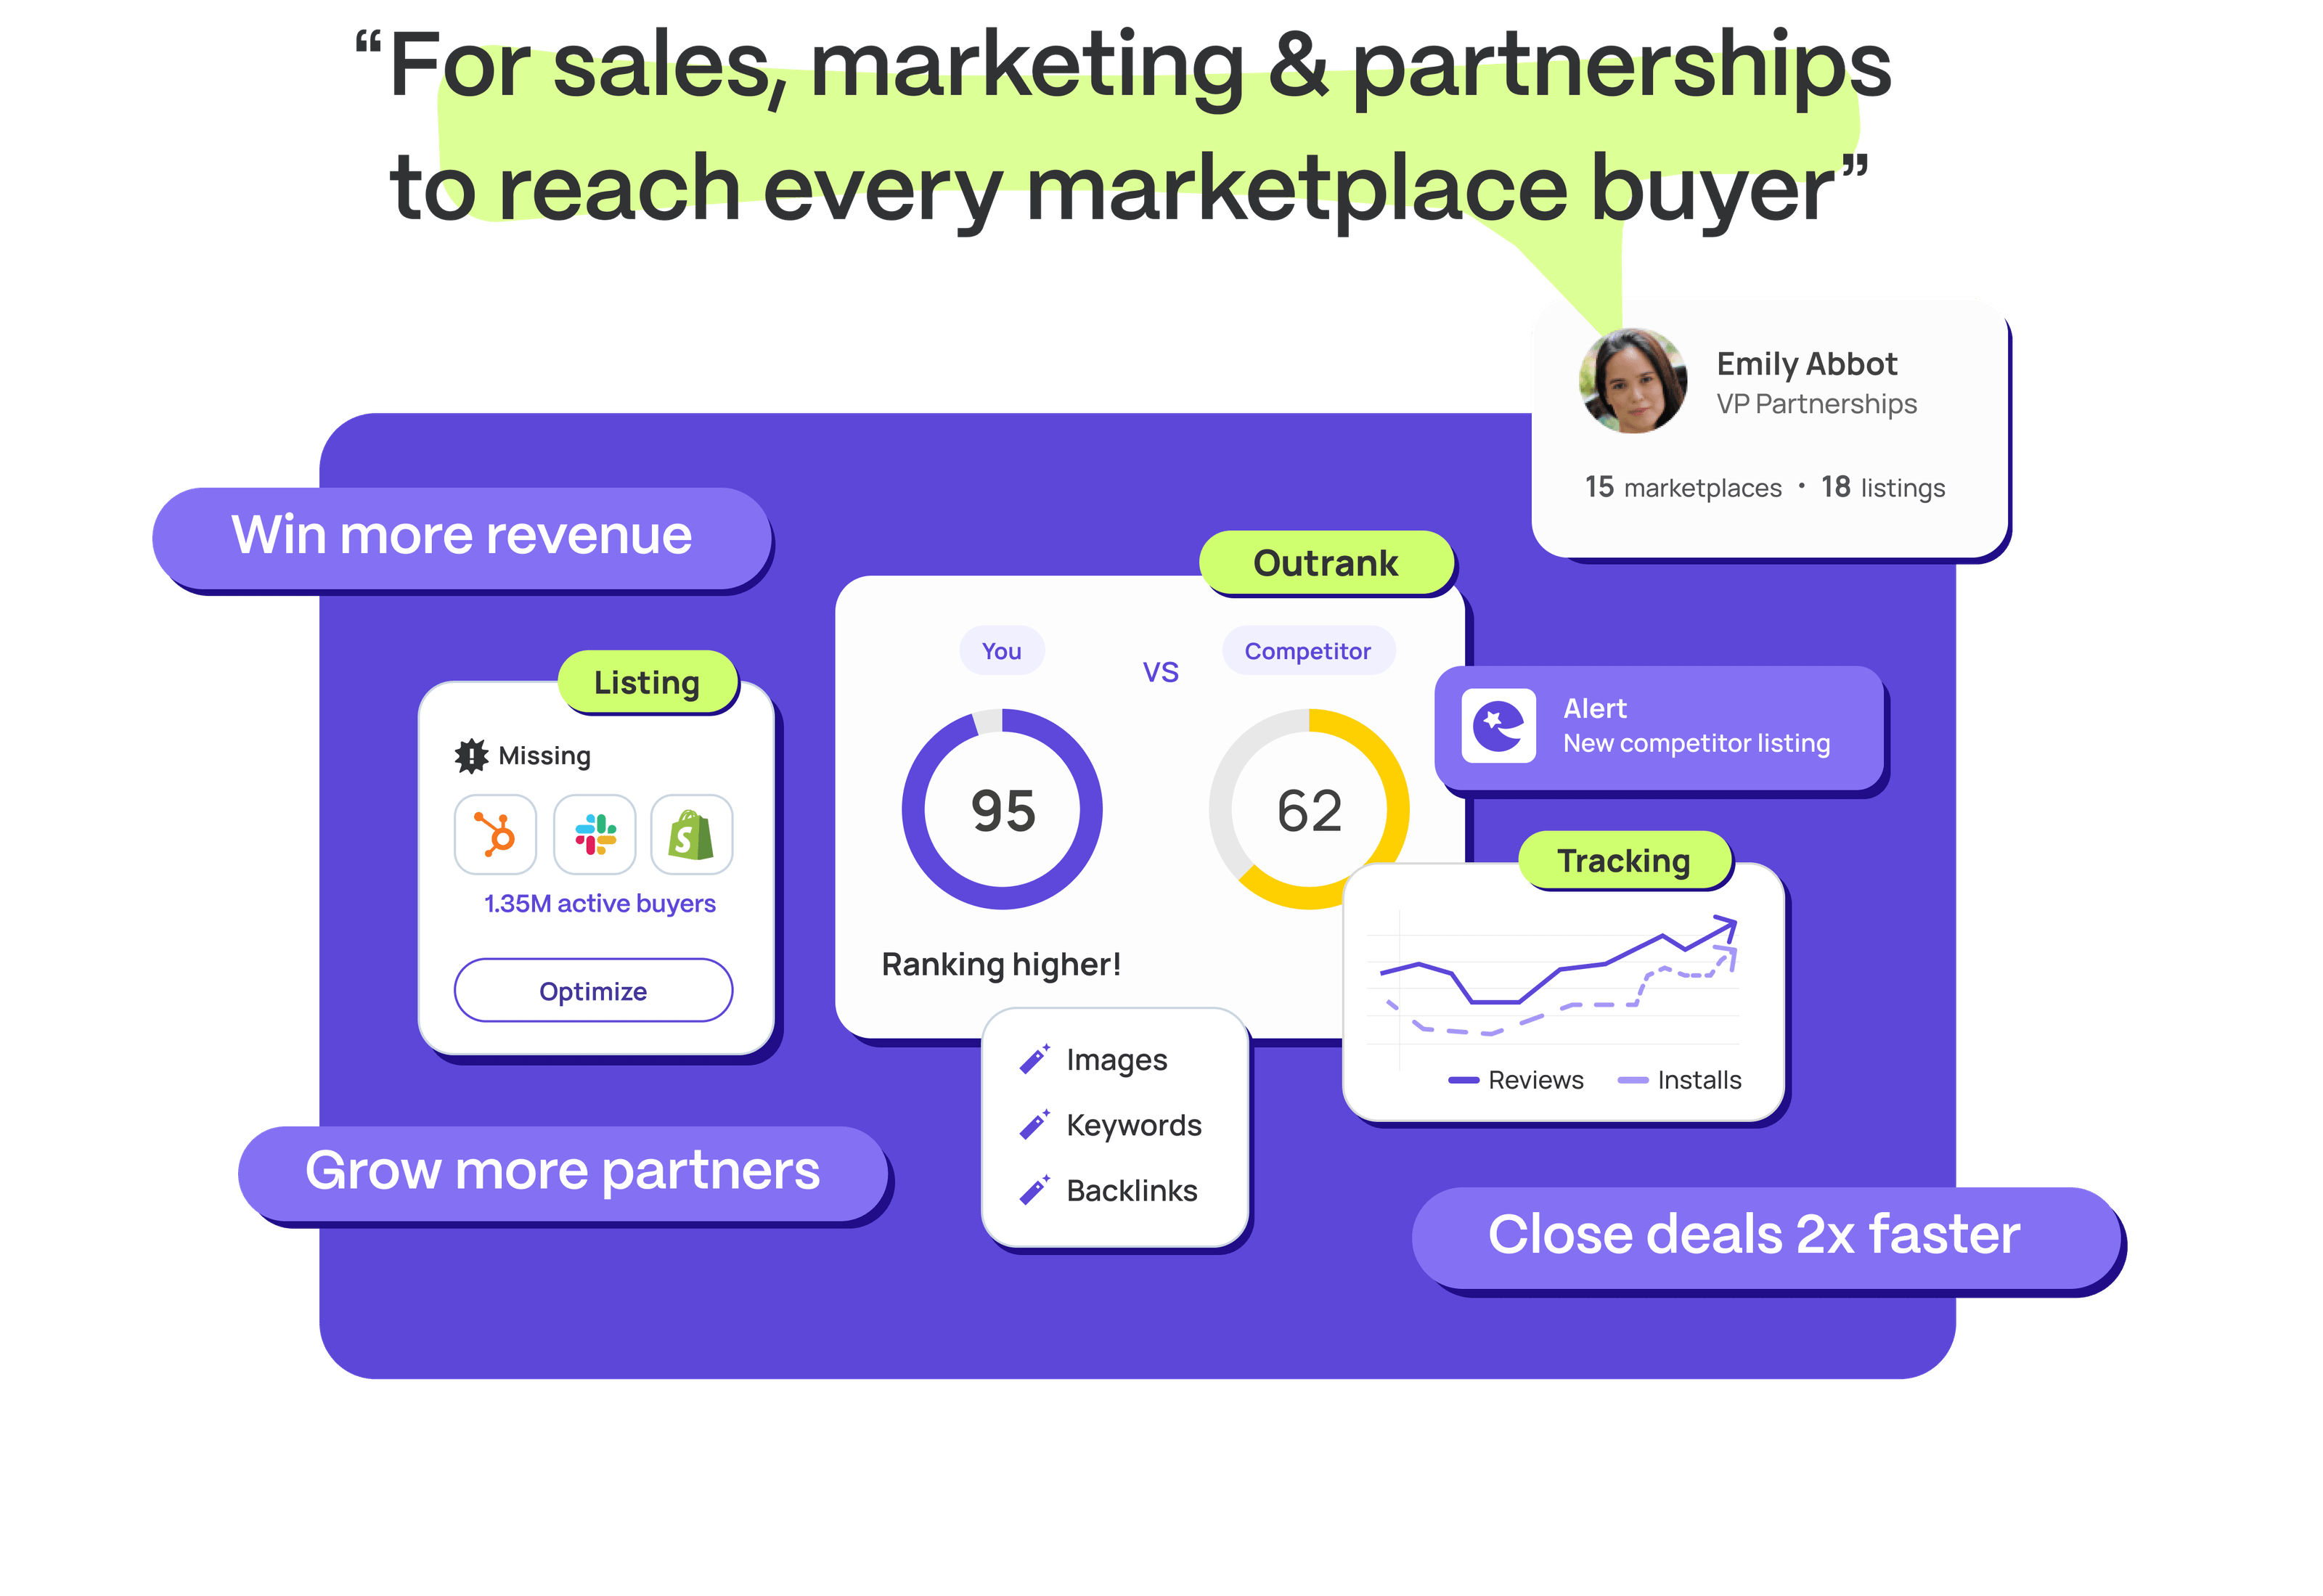 “For sales, marketing & partnerships
to reach every marketplace buyer”
Emily Abbot
VP Partnerships
15 marketplaces • 18 listings
Win more revenue
Outrank
You
VS
Competitor
95
62
Ranking higher!
Listing
Missing
1.35M active buyers
Optimize
Alert
New competitor listing
Tracking
Reviews
Installs
Images
Keywords
Backlinks
Grow more partners
Close deals 2x faster